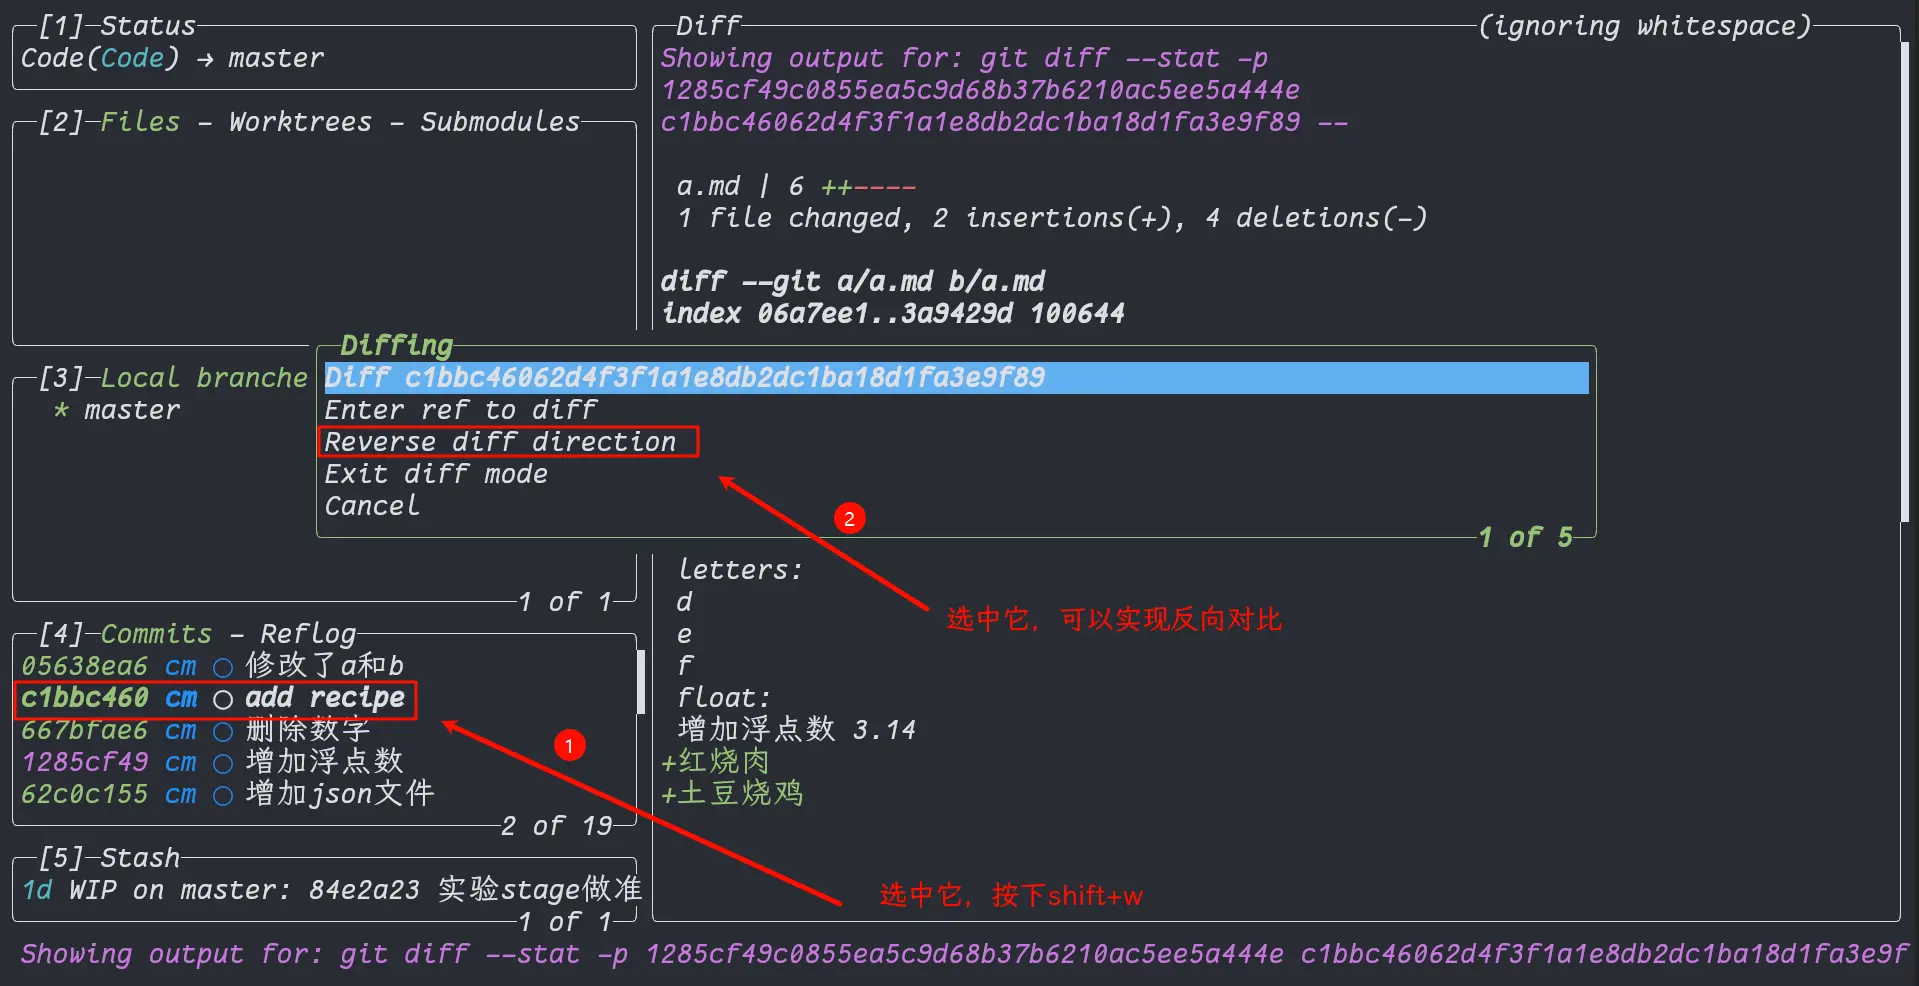 [1] Status
Code(Code) → master
[2] Files - Worktrees - Submodules
[3] Local branche
* master
1 of 1
[4] Commits - Reflog
05638ea6 cm ○ 修改了a和b
c1bbc460 cm ○ add recipe
667bfae6 cm ○ 删除数字
1285cf49 cm ○ 增加浮点数
62c0c155 cm ○ 增加json文件
2 of 19
[5] Stash
1d WIP on master: 84e2a23 实验stage做准
1 of 1
Diff (ignoring whitespace)
Showing output for: git diff --stat -p
1285cf49c0855ea5c9d68b37b6210ac5ee5a444e
c1bbc46062d4f3f1a1e8db2dc1ba18d1fa3e9f89 --
a.md | 6 ++----
1 file changed, 2 insertions(+), 4 deletions(-)
diff --git a/a.md b/a.md
index 06a7ee1..3a9429d 100644
Diffing
Diff c1bbc46062d4f3f1a1e8db2dc1ba18d1fa3e9f89
Enter ref to diff
Reverse diff direction
Exit diff mode
Cancel
1 of 5
2
选中它，可以实现反向对比
letters:
d
e
f
float:
增加浮点数 3.14
+红烧肉
+土豆烧鸡
1
选中它，按下shift+w
Showing output for: git diff --stat -p 1285cf49c0855ea5c9d68b37b6210ac5ee5a444e c1bbc46062d4f3f1a1e8db2dc1ba18d1fa3e9f